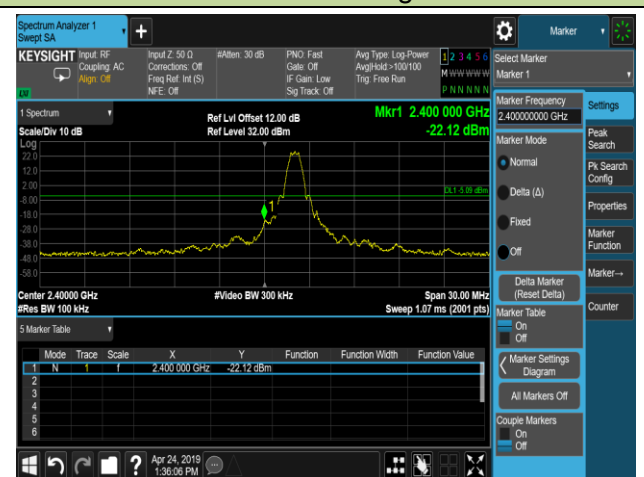 Spectrum Analyzer 1
Swept SA
+
Marker
KEYSIGHT
Input: RF
Coupling: AC
Align: Off
Input Z: 50 Ω
Corrections: Off
Freq Ref: Int (S)
NFE: Off
#Atten: 30 dB
PNO: Fast
Gate: Off
IF Gain: Low
Sig Track: Off
Avg Type: Log-Power
Avg|Hold:>100/100
Trig: Free Run
1 2 3 4 5 6
M W W W W W
P N N N N N
Select Marker
Marker 1
1 Spectrum
Scale/Div 10 dB
Ref Lvl Offset 12.00 dB
Ref Level 32.00 dBm
Mkr1 2.400 000 GHz
-22.12 dBm
Log
22.0
12.0
2.00
-8.00
-18.0
-28.0
-38.0
-48.0
-58.0
DL1 -5.09 dBm
1
Center 2.40000 GHz
#Res BW 100 kHz
#Video BW 300 kHz
Span 30.00 MHz
Sweep 1.07 ms (2001 pts)
5 Marker Table
Mode Trace Scale X Y Function Function Width Function Value
1 N 1 f 2.400 000 GHz -22.12 dBm
2
3
4
5
6
Marker Frequency
2.400000000 GHz
Marker Mode
Normal
Delta (Δ)
Fixed
Off
Delta Marker
(Reset Delta)
Marker Table
On
Off
Marker Settings
Diagram
All Markers Off
Couple Markers
On
Off
Settings
Peak
Search
Pk Search
Config
Properties
Marker
Function
Marker→
Counter
?
Apr 24, 2019
1:36:06 PM